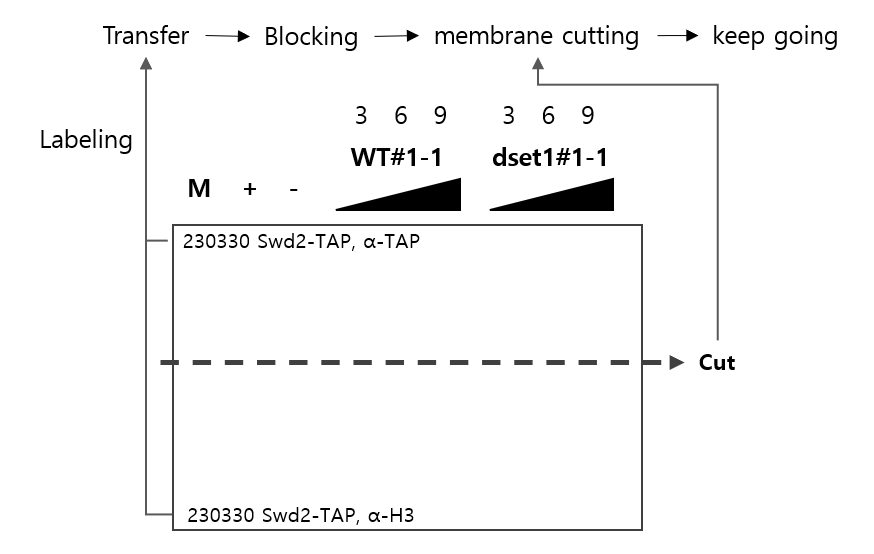 Transfer → Blocking → membrane cutting → keep going
Labeling
3 6 9 3 6 9
WT#1-1 dset1#1-1
M + -
230330 Swd2-TAP, α-TAP
Cut
230330 Swd2-TAP, α-H3